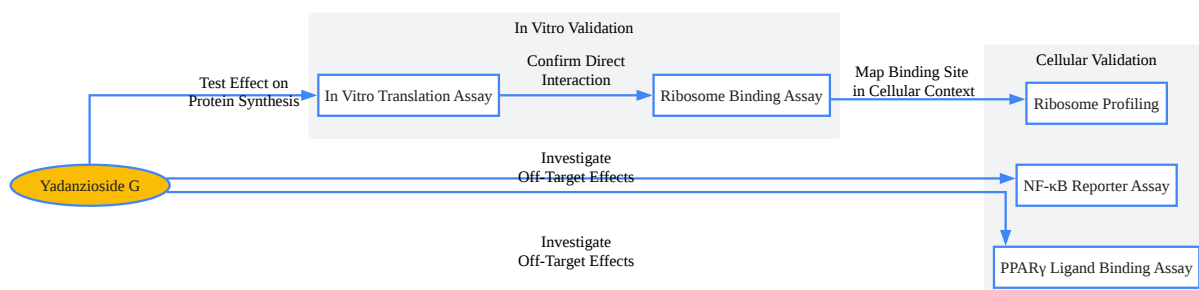 In Vitro Validation
Test Effect on
Protein Synthesis
In Vitro Translation Assay
Confirm Direct
Interaction
Ribosome Binding Assay
Map Binding Site
in Cellular Context
Cellular Validation
Ribosome Profiling
Yadanzioside G
Investigate
Off-Target Effects
NF-κB Reporter Assay
Investigate
Off-Target Effects
PPARγ Ligand Binding Assay